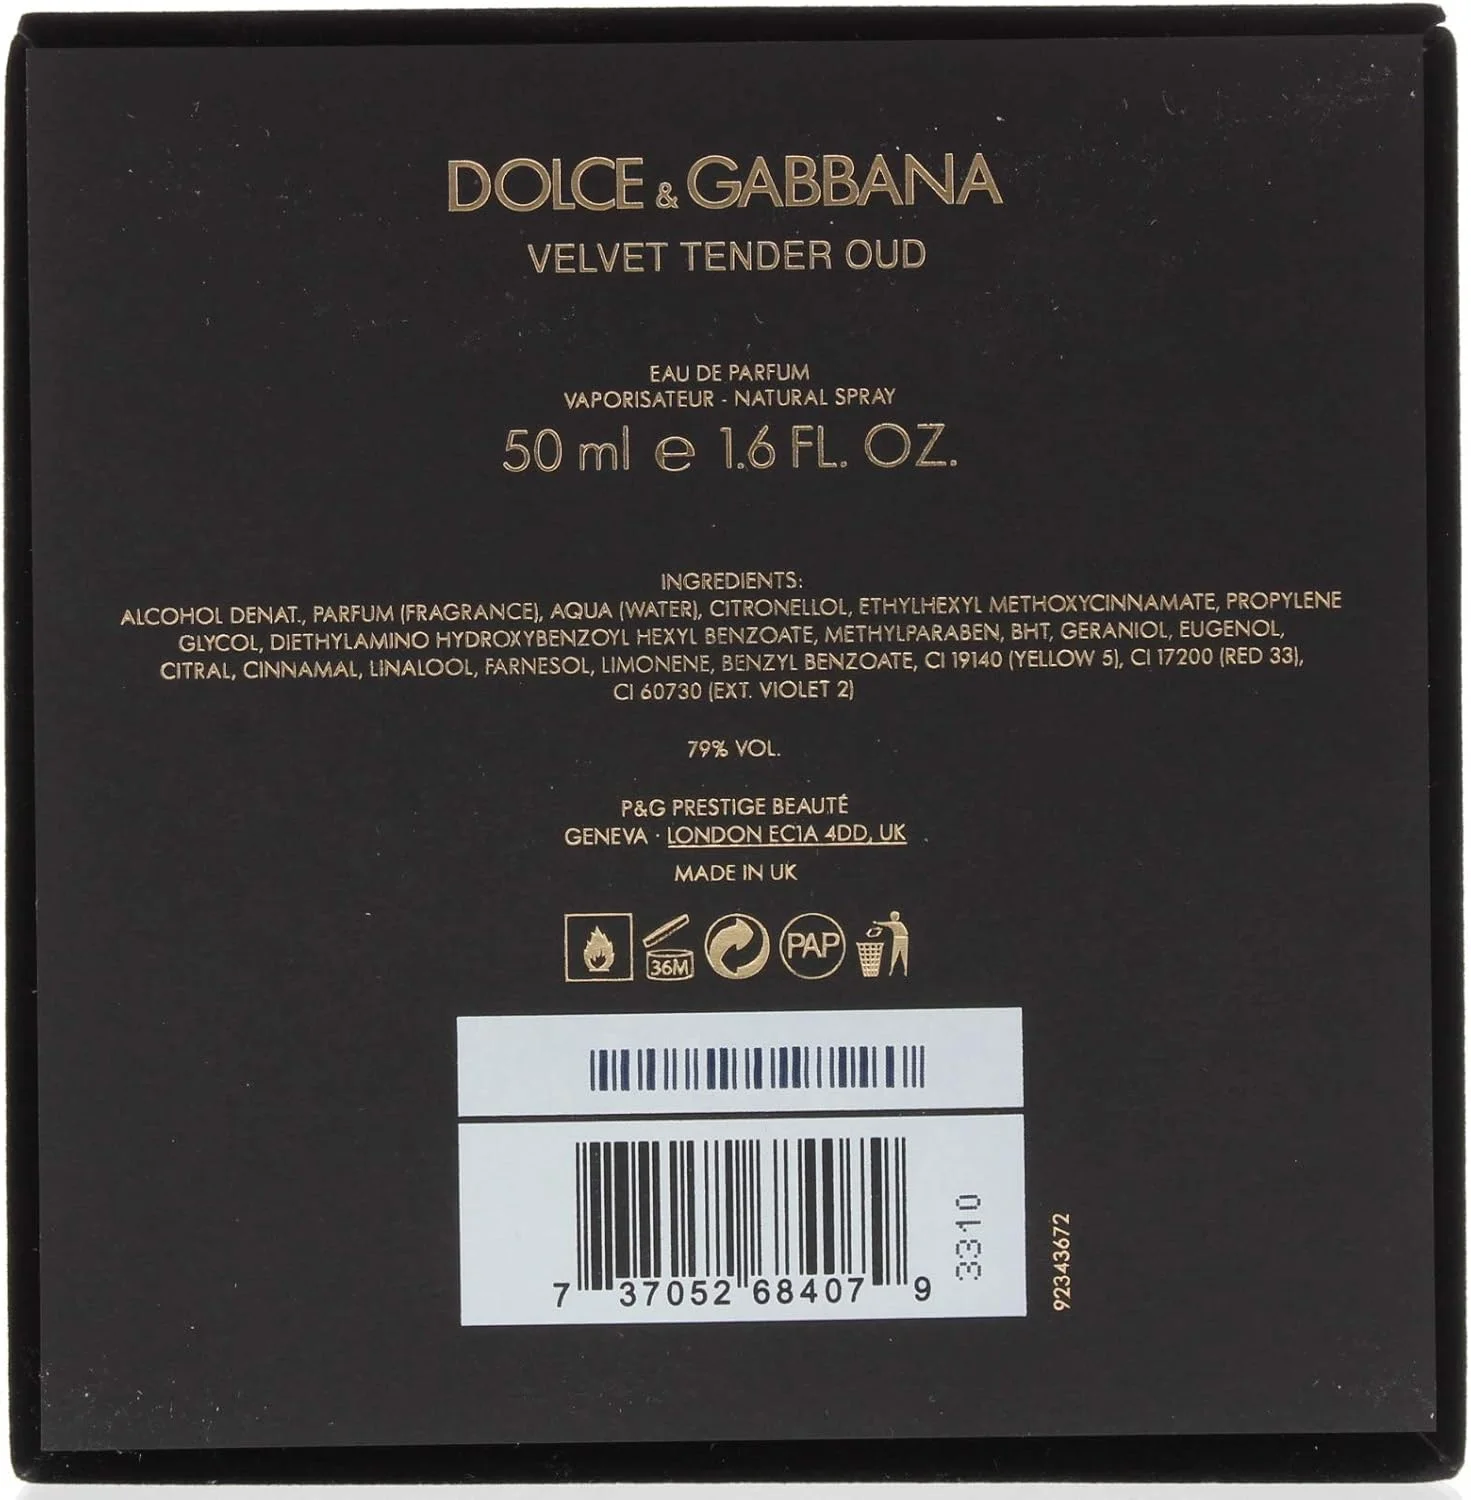 DOLCE & GABBANA
VELVET TENDER OUD
EAU DE PARFUM
VAPORISATEUR - NATURAL SPRAY
50 ml e 1.6 FL. OZ.
INGREDIENTS:
ALCOHOL DENAT., PARFUM (FRAGRANCE), AQUA (WATER), CITRONELLOL, ETHYLHEXYL METHOXYCINNAMATE, PROPYLENE
GLYCOL, DIETHYLAMINO HYDROXYBENZOYL HEXYL BENZOATE, METHYLPARABEN, BHT, GERANIOL, EUGENOL,
CITRAL, CINNAMAL, LINALOOL, FARNESOL, LIMONENE, BENZYL BENZOATE, CI 19140 (YELLOW 5), CI 17200 (RED 33),
CI 60730 (EXT. VIOLET 2)
79% VOL.
P&G PRESTIGE BEAUTÉ
GENEVA · LONDON EC1A 4DD, UK
MADE IN UK
36M PAP
7 37052 68407 9
3310
92343672